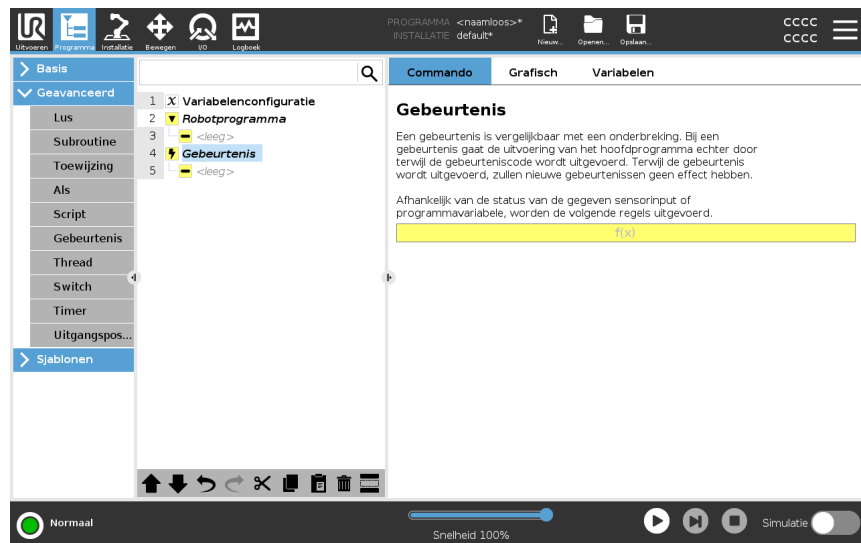 PROGRAMMA <naamloos>*
INSTALLATIE default*
Uitvoeren
Programma
Installatie
Bewegen
I/O
Logboek
Nieuw...
Openen...
Opslaan...
cccc
cccc
Basis
Geavanceerd
Lus
Subroutine
Toewijzing
Als
Script
Gebeurtenis
Thread
Switch
Timer
Uitgangspos...
Sjablonen
1 X Variabelenconfiguratie
2 Robotprogramma
3 <leeg>
4 Gebeurtenis
5 <leeg>
Commando
Grafisch
Variabelen
Gebeurtenis
Een gebeurtenis is vergelijkbaar met een onderbreking. Bij een
gebeurtenis gaat de uitvoering van het hoofdprogramma echter door
terwijl de gebeurteniscode wordt uitgevoerd. Terwijl de gebeurtenis
wordt uitgevoerd, zullen nieuwe gebeurtenissen geen effect hebben.
Afhankelijk van de status van de gegeven sensorinput of
programmavariabele, worden de volgende regels uitgevoerd.
f(x)
Normaal
Snelheid 100%
Simulatie